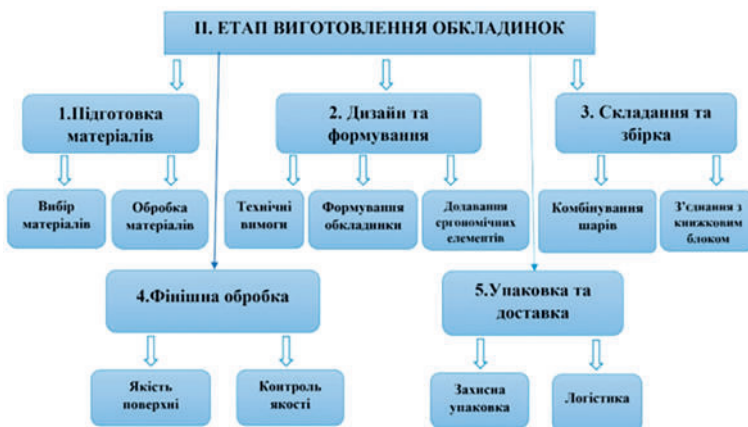 ІІ. ЕТАП ВИГОТОВЛЕННЯ ОБКЛАДИНОК
1.Підготовка
матеріалів
2. Дизайн та
формування
3. Складання та
збірка
Вибір
матеріалів
Обробка
матеріалів
Технічні
вимоги
Формування
обкладники
Додавання
єргономічних
елементів
Комбінування
шарів
З’єднання з
книжковим
блоком
4.Фінішна обробка
5.Упаковка та
доставка
Якість
поверхні
Контроль
якості
Захисна
упаковка
Логістика